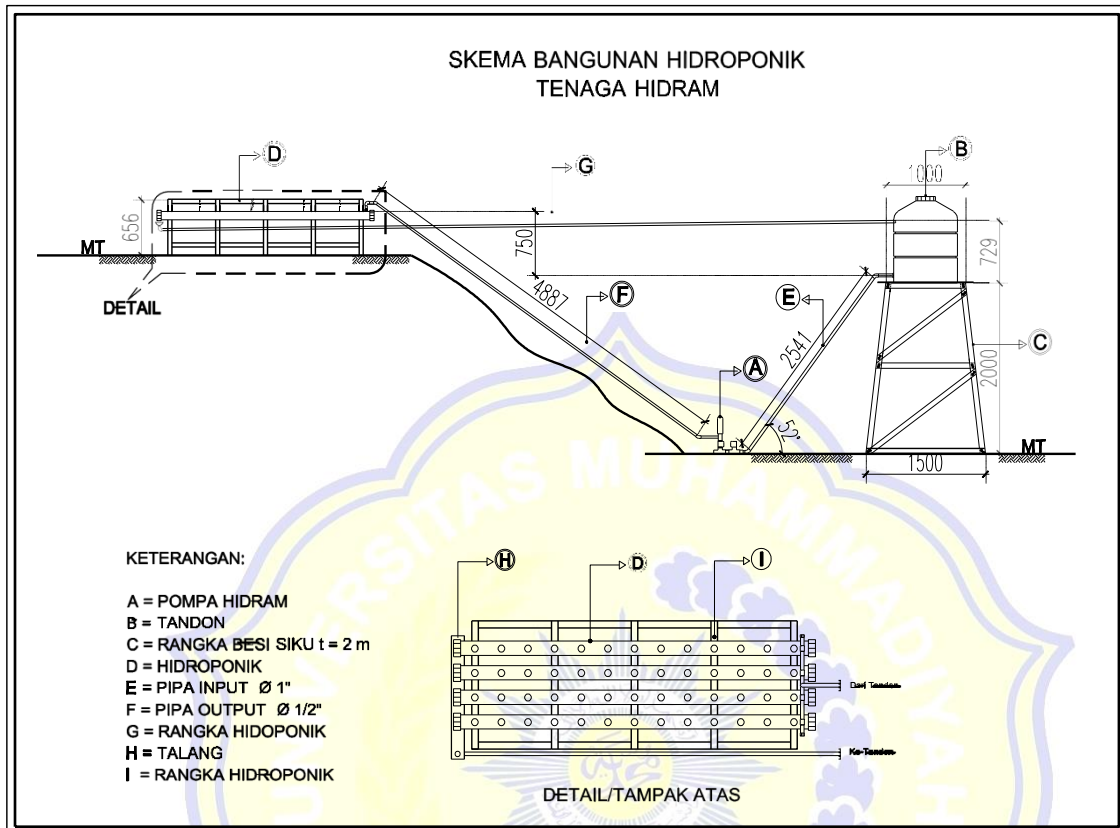 SKEMA BANGUNAN HIDROPONIK
TENAGA HIDRAM
D
G
B
1000
656
MT
750
729
DETAIL
4887
F
E
2541
C
2000
A
52°
MT
1500
UNIVERSITAS MUHAMMADIYAH
KETERANGAN:
A = POMPA HIDRAM
B = TANDON
C = RANGKA BESI SIKU t = 2 m
D = HIDROPONIK
E = PIPA INPUT Ø 1"
F = PIPA OUTPUT Ø 1/2"
G = RANGKA HIDOPONIK
H = TALANG
I = RANGKA HIDROPONIK
H
D
I
Dari Tandon
Ke Tandon
DETAIL/TAMPAK ATAS